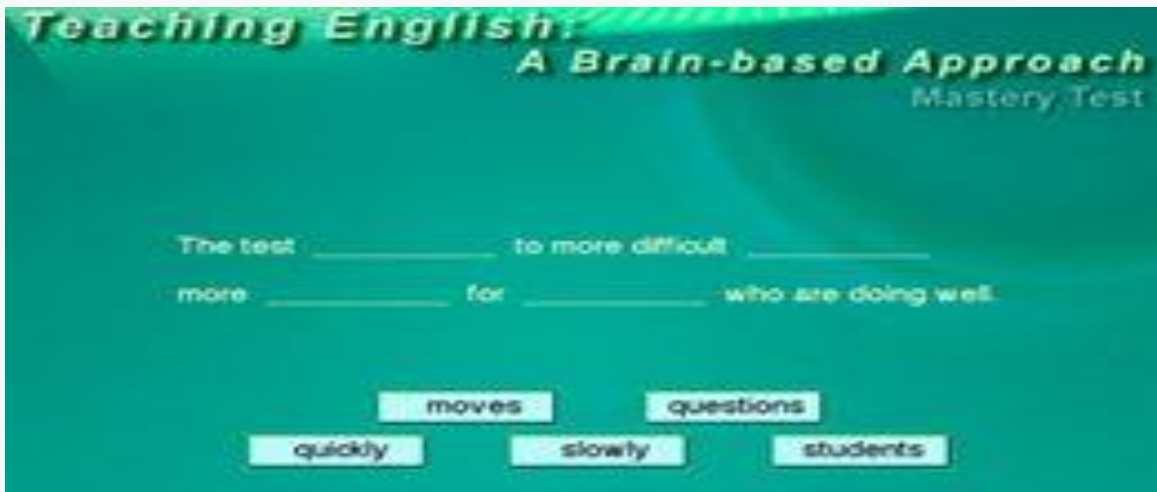 Teaching English:
A Brain-based Approach
Mastery Test
The test ____________ to more difficult ____________
more ____________ for ____________ who are doing well.
moves questions
quickly slowly students